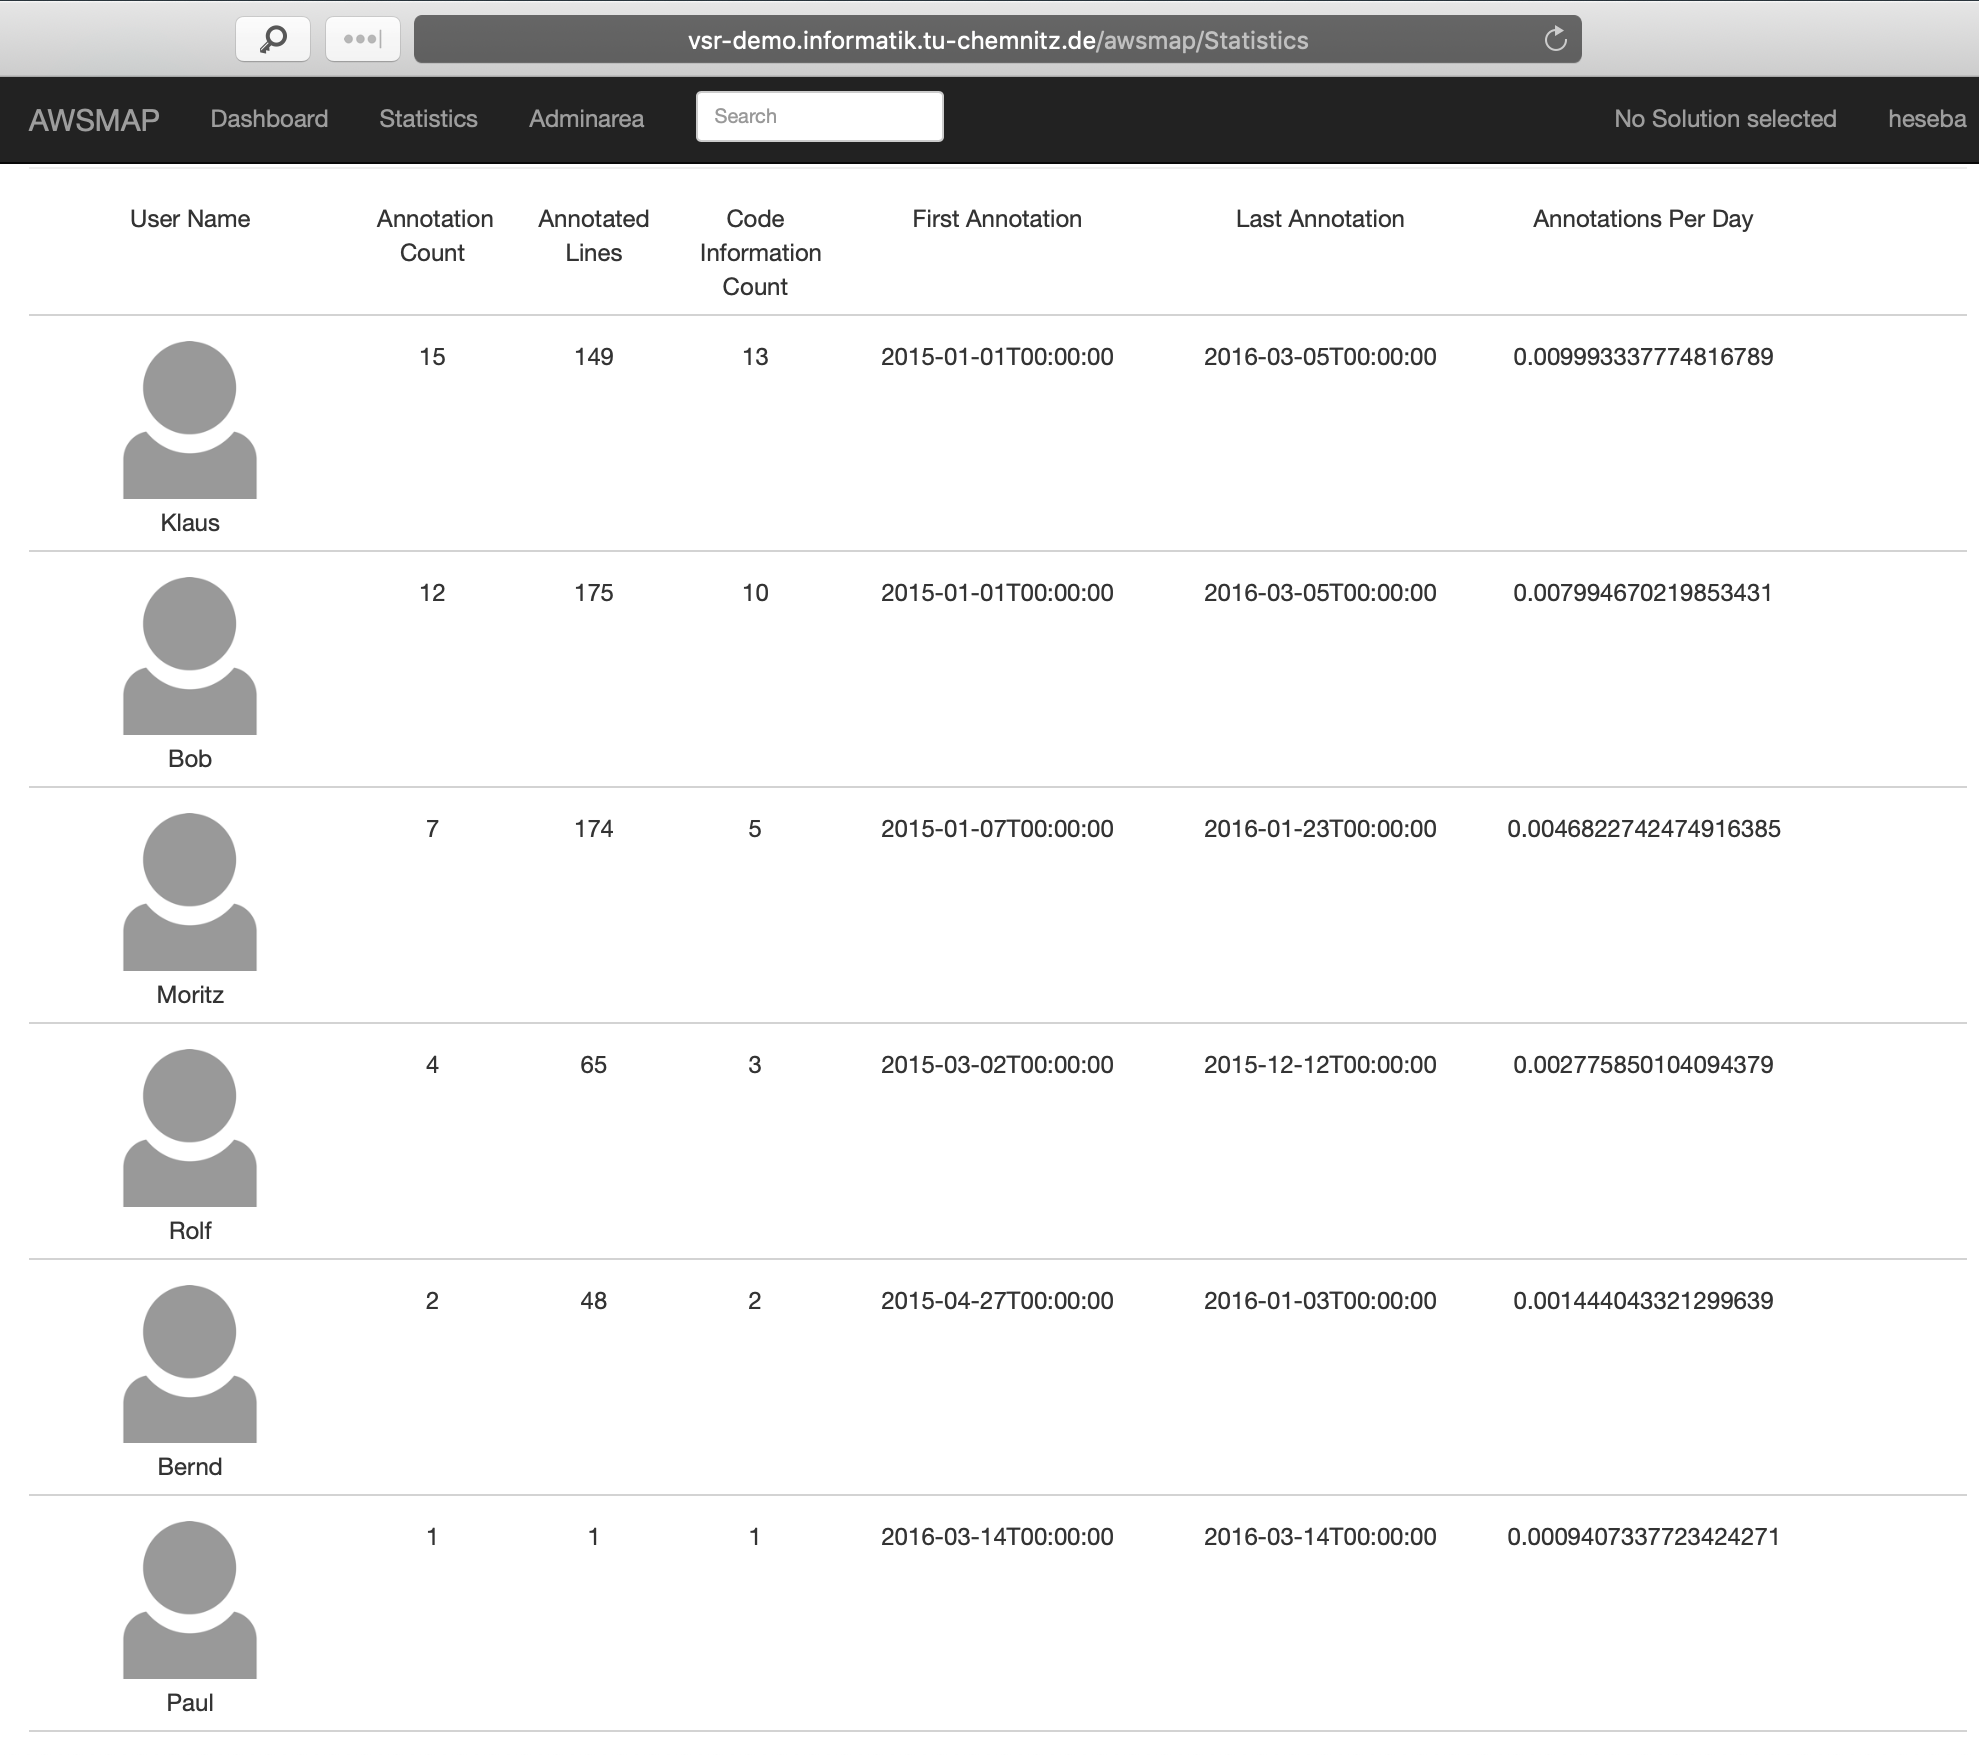 vsr-demo.informatik.tu-chemnitz.de/awsmap/Statistics
AWSMAP Dashboard Statistics Adminarea Search No Solution selected heseba
User Name Annotation Count Annotated Lines Code Information Count First Annotation Last Annotation Annotations Per Day
15 149 13 2015-01-01T00:00:00 2016-03-05T00:00:00 0.009993337774816789
Klaus
12 175 10 2015-01-01T00:00:00 2016-03-05T00:00:00 0.007994670219853431
Bob
7 174 5 2015-01-07T00:00:00 2016-01-23T00:00:00 0.0046822742474916385
Moritz
4 65 3 2015-03-02T00:00:00 2015-12-12T00:00:00 0.002775850104094379
Rolf
2 48 2 2015-04-27T00:00:00 2016-01-03T00:00:00 0.001444043321299639
Bernd
1 1 1 2016-03-14T00:00:00 2016-03-14T00:00:00 0.0009407337723424271
Paul